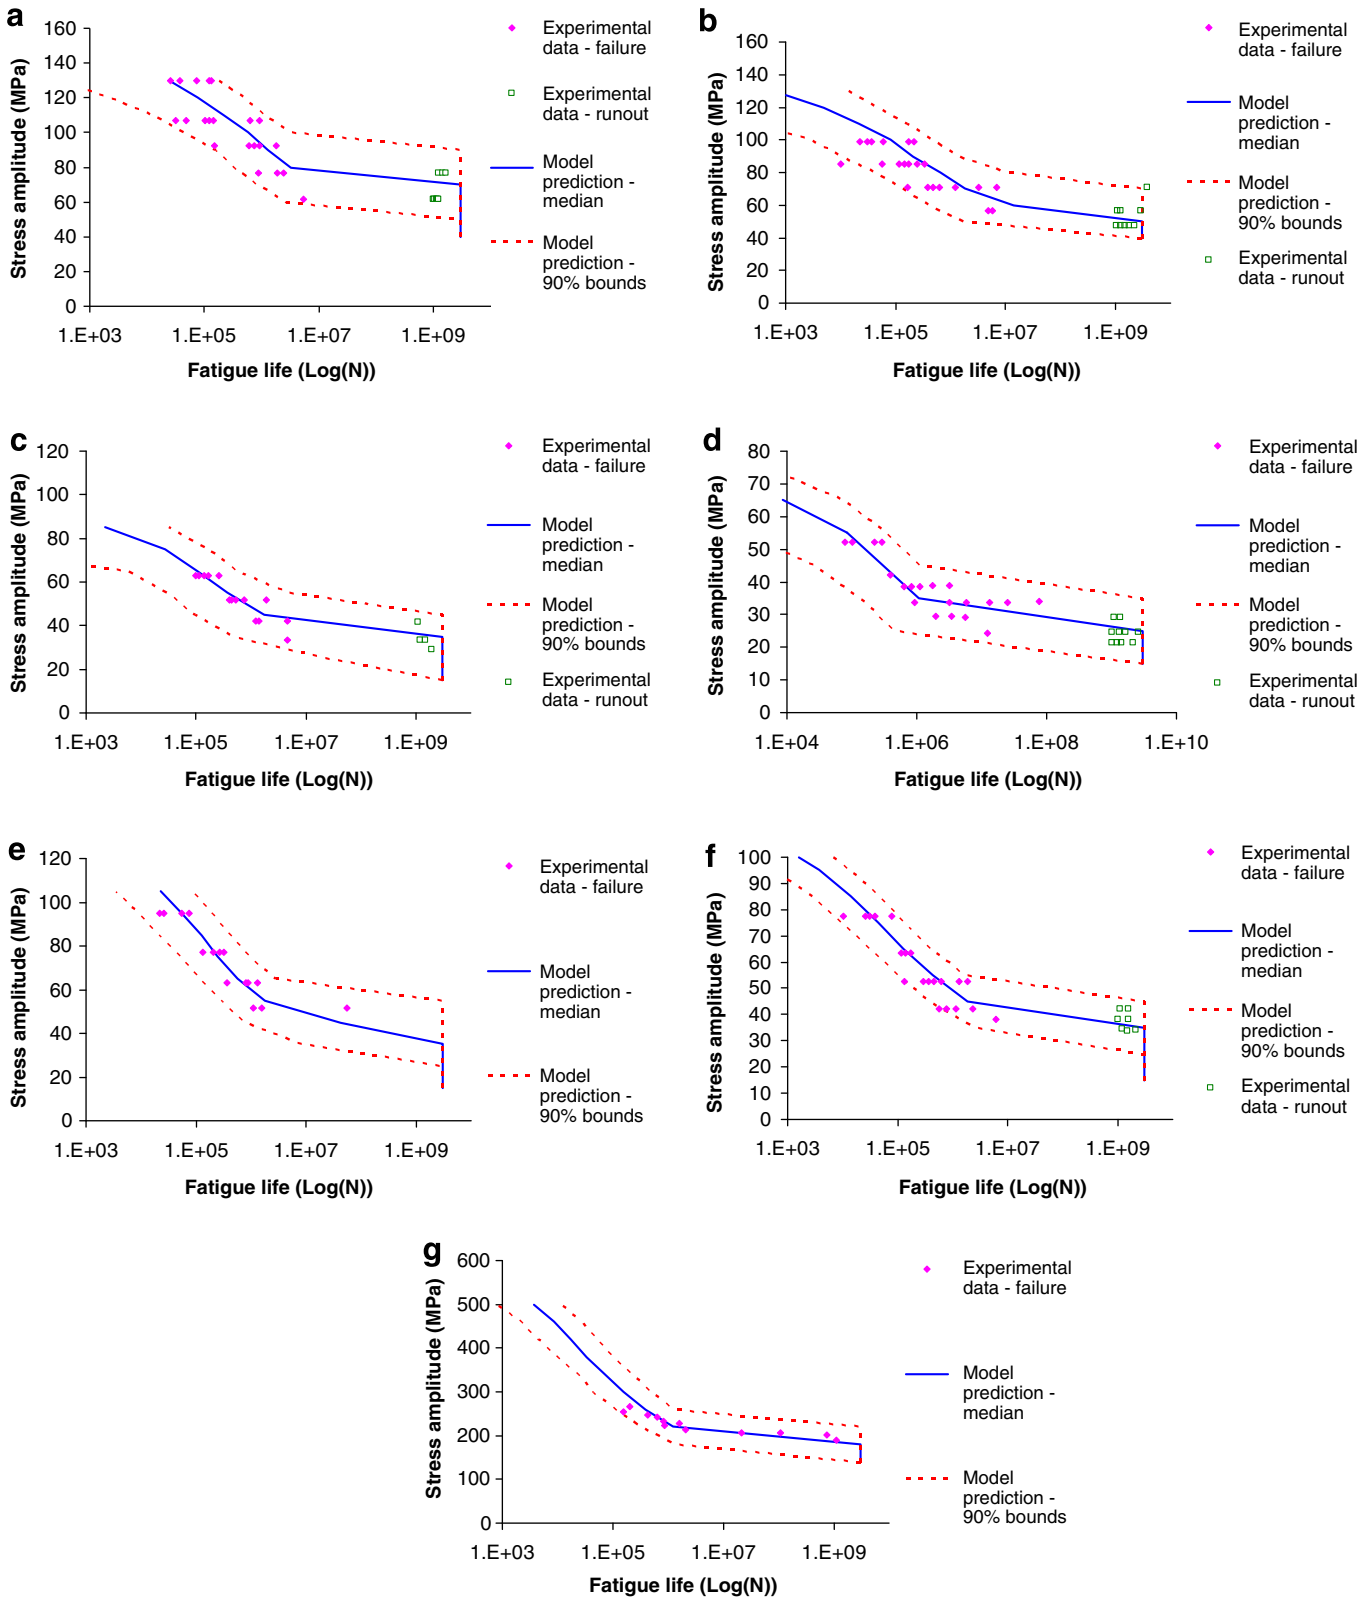 a
160
140
120
100
80
60
40
20
0
Stress amplitude (MPa)
1.E+03
1.E+05
1.E+07
1.E+09
Fatigue life (Log(N))
Experimental
data - failure
Experimental
data - runout
Model
prediction -
median
Model
prediction -
90% bounds
b
160
140
120
100
80
60
40
20
0
Stress amplitude (MPa)
1.E+03
1.E+05
1.E+07
1.E+09
Fatigue life (Log(N))
Experimental
data - failure
Model
prediction -
median
Model
prediction -
90% bounds
Experimental
data - runout
c
120
100
80
60
40
20
0
Stress amplitude (MPa)
1.E+03
1.E+05
1.E+07
1.E+09
Fatigue life (Log(N))
Experimental
data - failure
Model
prediction -
median
Model
prediction -
90% bounds
Experimental
data - runout
d
80
70
60
50
40
30
20
10
0
Stress amplitude (MPa)
1.E+04
1.E+06
1.E+08
1.E+10
Fatigue life (Log(N))
Experimental
data - failure
Model
prediction -
median
Model
prediction -
90% bounds
Experimental
data - runout
e
120
100
80
60
40
20
0
Stress amplitude (MPa)
1.E+03
1.E+05
1.E+07
1.E+09
Fatigue life (Log(N))
Experimental
data - failure
Model
prediction -
median
Model
prediction -
90% bounds
f
100
90
80
70
60
50
40
30
20
10
0
Stress amplitude (MPa)
1.E+03
1.E+05
1.E+07
1.E+09
Fatigue life (Log(N))
Experimental
data - failure
Model
prediction -
median
Model
prediction -
90% bounds
Experimental
data - runout
g
600
500
400
300
200
100
0
Stress amplitude (MPa)
1.E+03
1.E+05
1.E+07
1.E+09
Fatigue life (Log(N))
Experimental
data - failure
Model
prediction -
median
Model
prediction -
90% bounds